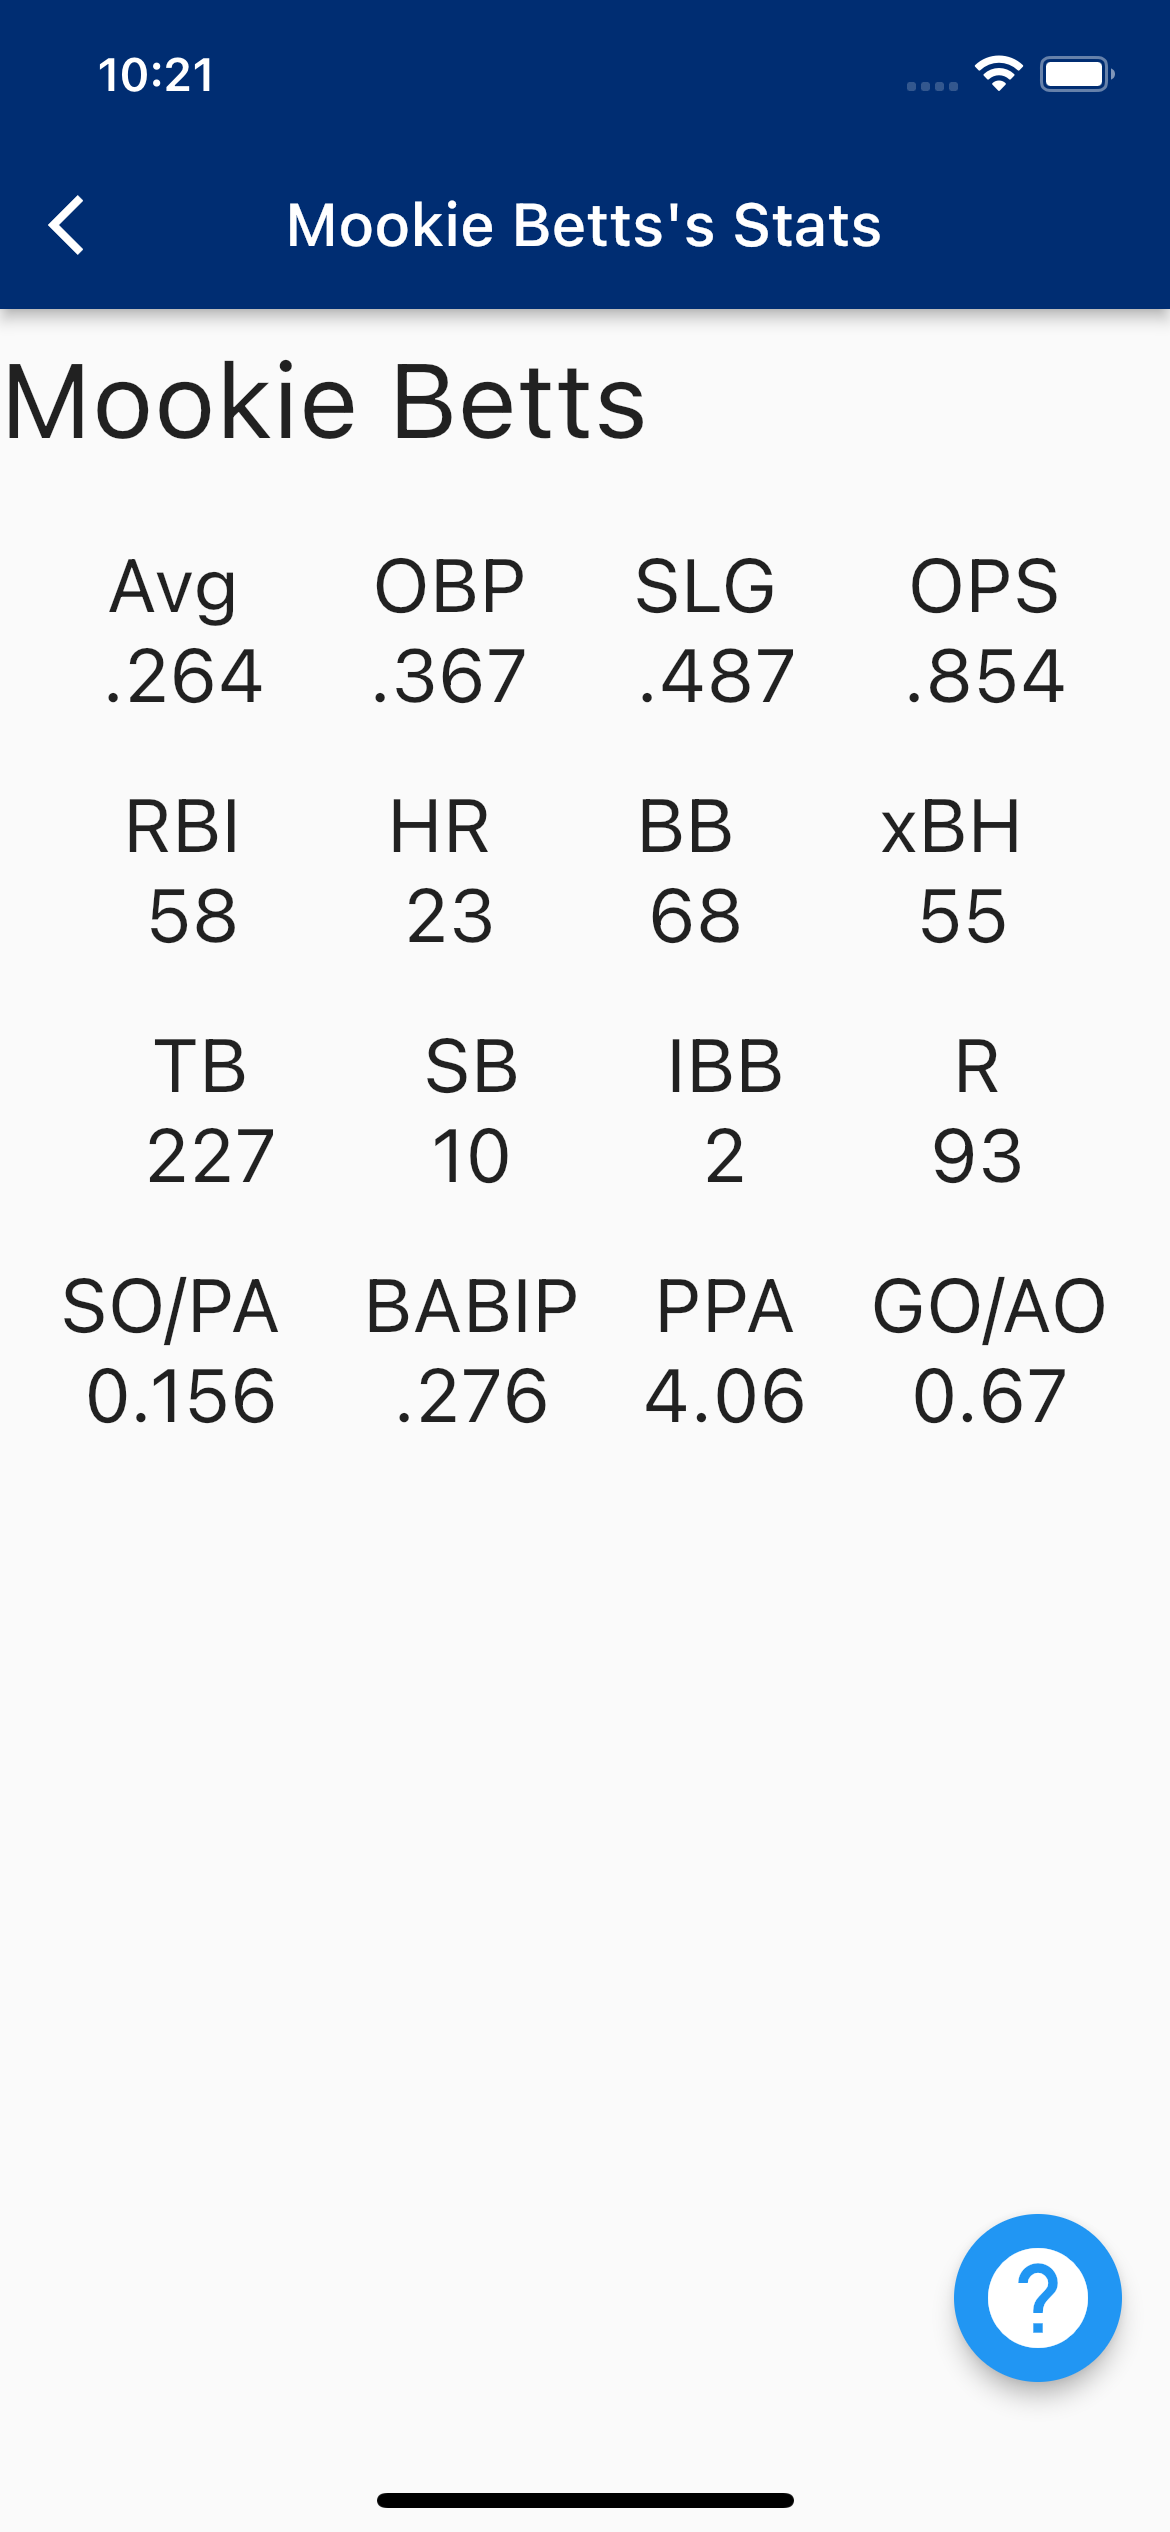 10:21
Mookie Betts's Stats
Mookie Betts
Avg OBP SLG OPS
.264 .367 .487 .854
RBI HR BB xBH
58 23 68 55
TB SB IBB R
227 10 2 93
SO/PA BABIP PPA GO/AO
0.156 .276 4.06 0.67
?